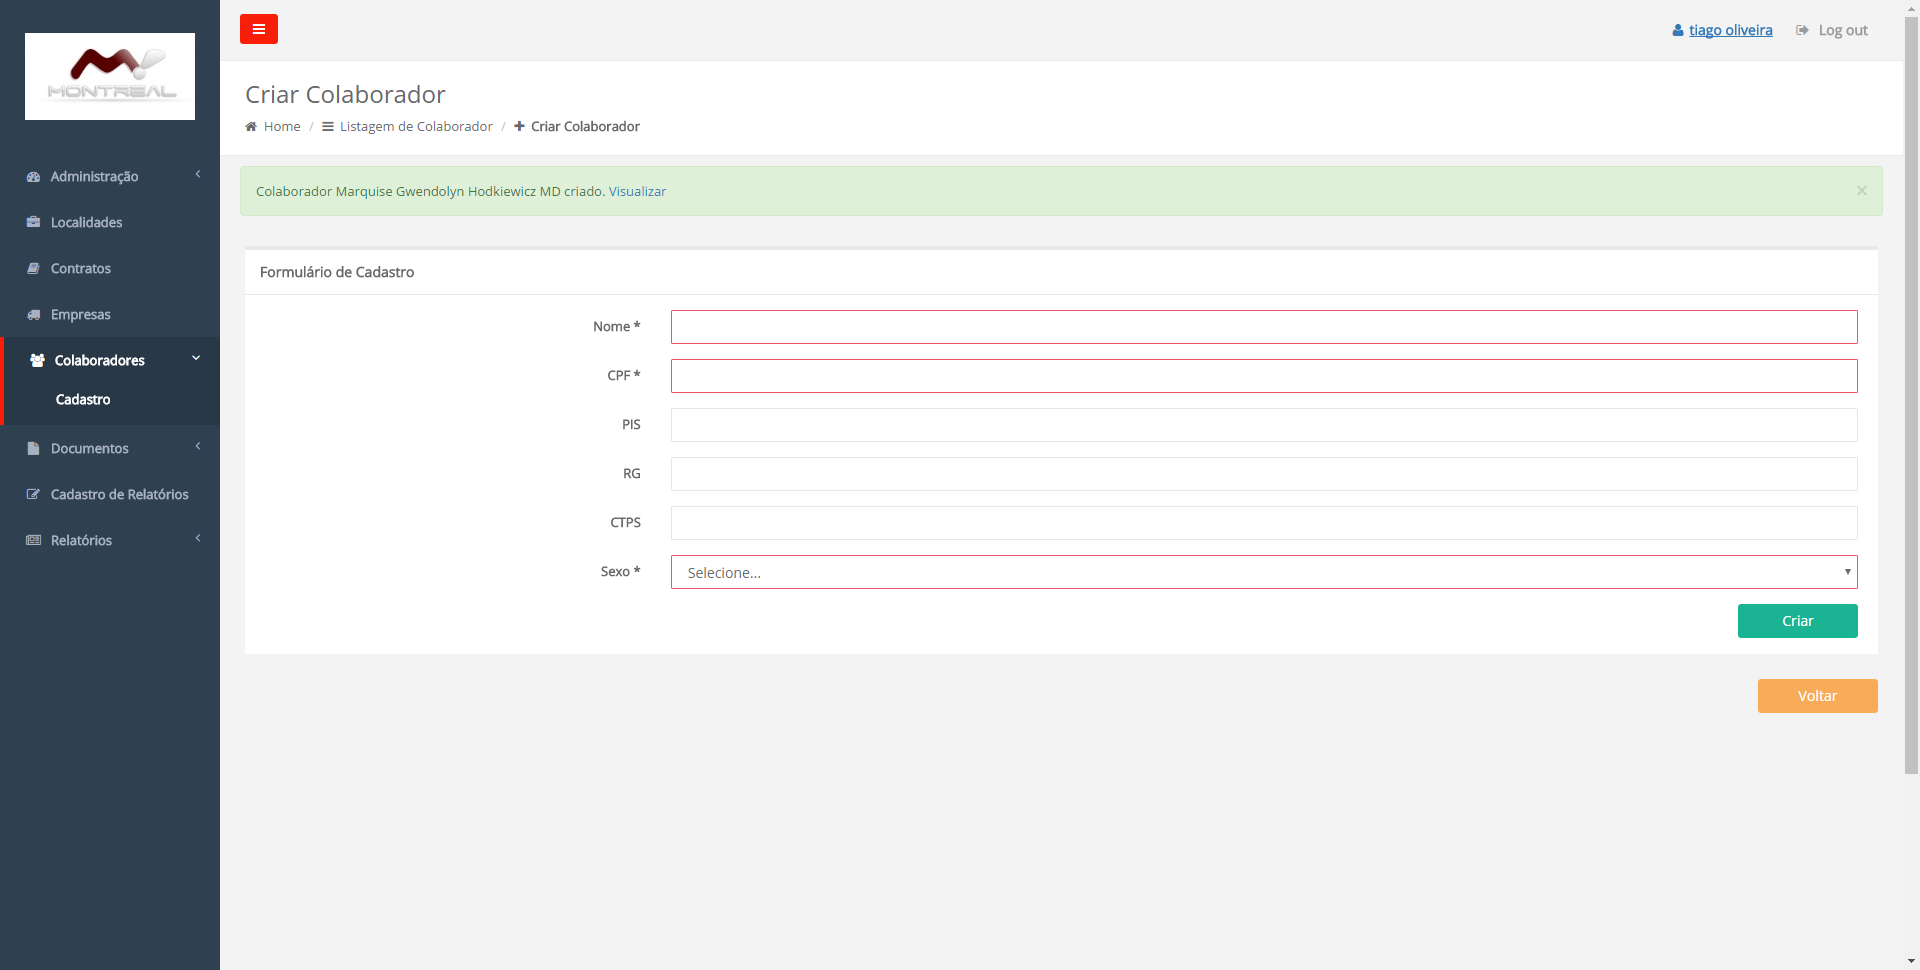 MONTREAL
Administração
Localidades
Contratos
Empresas
Colaboradores
Cadastro
Documentos
Cadastro de Relatórios
Relatórios
tiago oliveira
Log out
Criar Colaborador
Home / Listagem de Colaborador / Criar Colaborador
Colaborador Marquise Gwendolyn Hodkiewicz MD criado. Visualizar
×
Formulário de Cadastro
Nome *
CPF *
PIS
RG
CTPS
Sexo *
Selecione...
Criar
Voltar